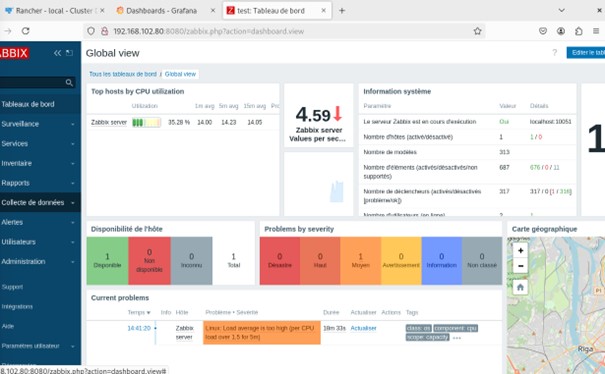 Rancher - local - Cluster D
Dashboards - Grafana
test: Tableau de bord
192.168.102.80:8080/zabbix.php?action=dashboard.view
ABBIX
Global view
Editer le tabl
Tous les tableaux de bord / Global view
Tableaux de bord
Surveillance
Services
Inventaire
Rapports
Collecte de données
Alertes
Utilisateurs
Administration
Support
Intégrations
Aide
Paramètres utilisateur
Top hosts by CPU utilization
Utilization 1m avg 5m avg 15m avg Proc
Zabbix server 35.28 % 14.00 14.23 14.05
4.59
Zabbix server
Values per sec...
Information système
Paramètre Valeur Détails
Le serveur Zabbix est en cours d'exécution Oui localhost:10051
Nombre d'hôtes (activé/désactivé) 1 1 / 0
Nombre de modèles 313
Nombre d'éléments (activés/désactivés/non supportés) 687 676 / 0 / 11
Nombre de déclencheurs (activés/désactivés [problème/ok]) 317 317 / 0 [1 / 316]
Nombre d'utilisateurs (en ligne) 2 1
1
Disponibilité de l'hôte
1 Disponible
0 Non disponible
0 Inconnu
1 Total
Problems by severity
0 Désastre
0 Haut
1 Moyen
0 Avertissement
0 Information
0 Non classé
Carte géographique
+
−
Riga
Current problems
Temps Info Hôte Problème • Sévérité Durée Actualiser Actions Tags
14:41:20 Zabbix server Linux: Load average is too high (per CPU load over 1.5 for 5m) 18m 33s Actualiser class: os component: cpu
scope: capacity ...
8.102.80:8080/zabbix.php?action=dashboard.view#